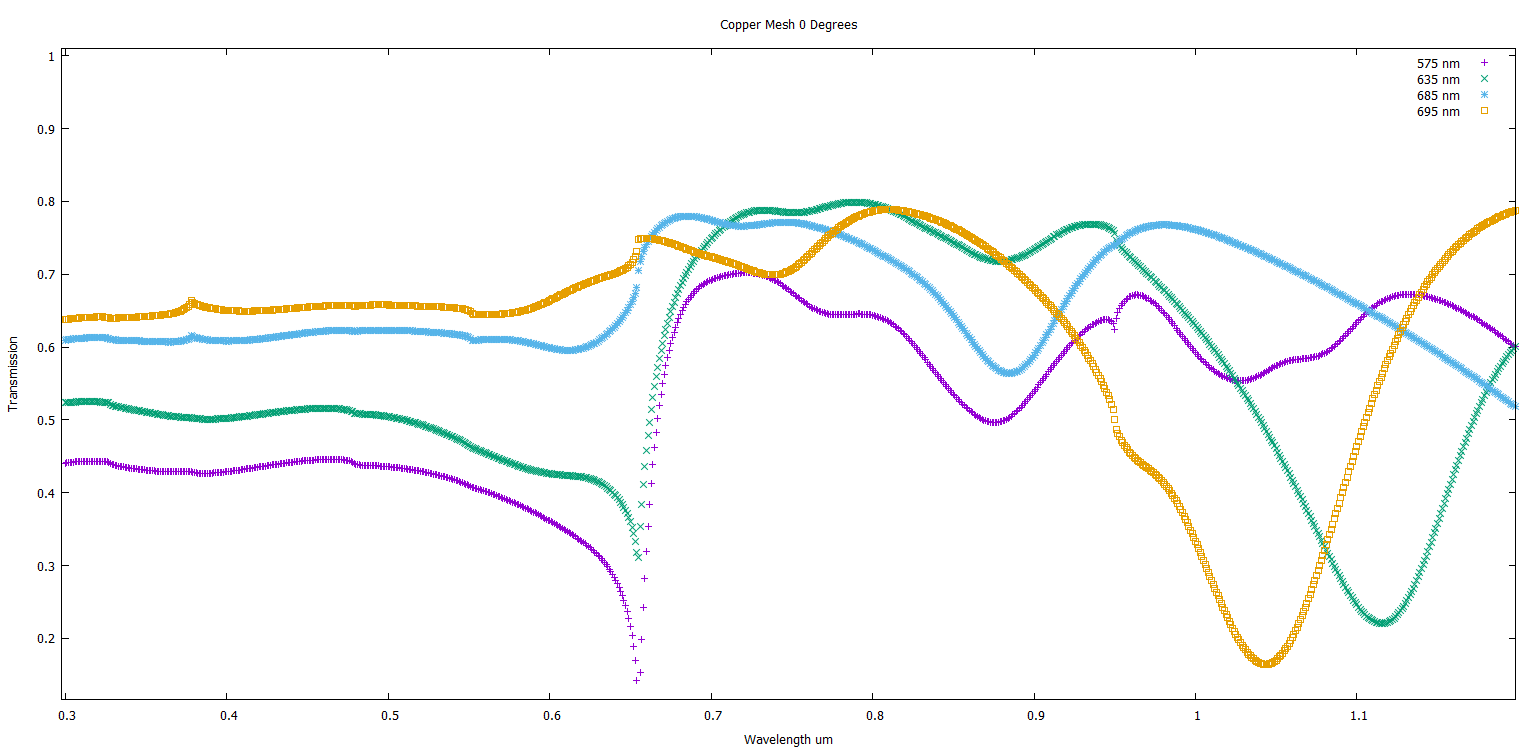 Copper Mesh 0 Degrees
1
0.9
0.8
0.7
0.6
0.5
0.4
0.3
0.2
Transmission
575 nm
635 nm
685 nm
695 nm
0.3 0.4 0.5 0.6 0.7 0.8 0.9 1 1.1
Wavelength um